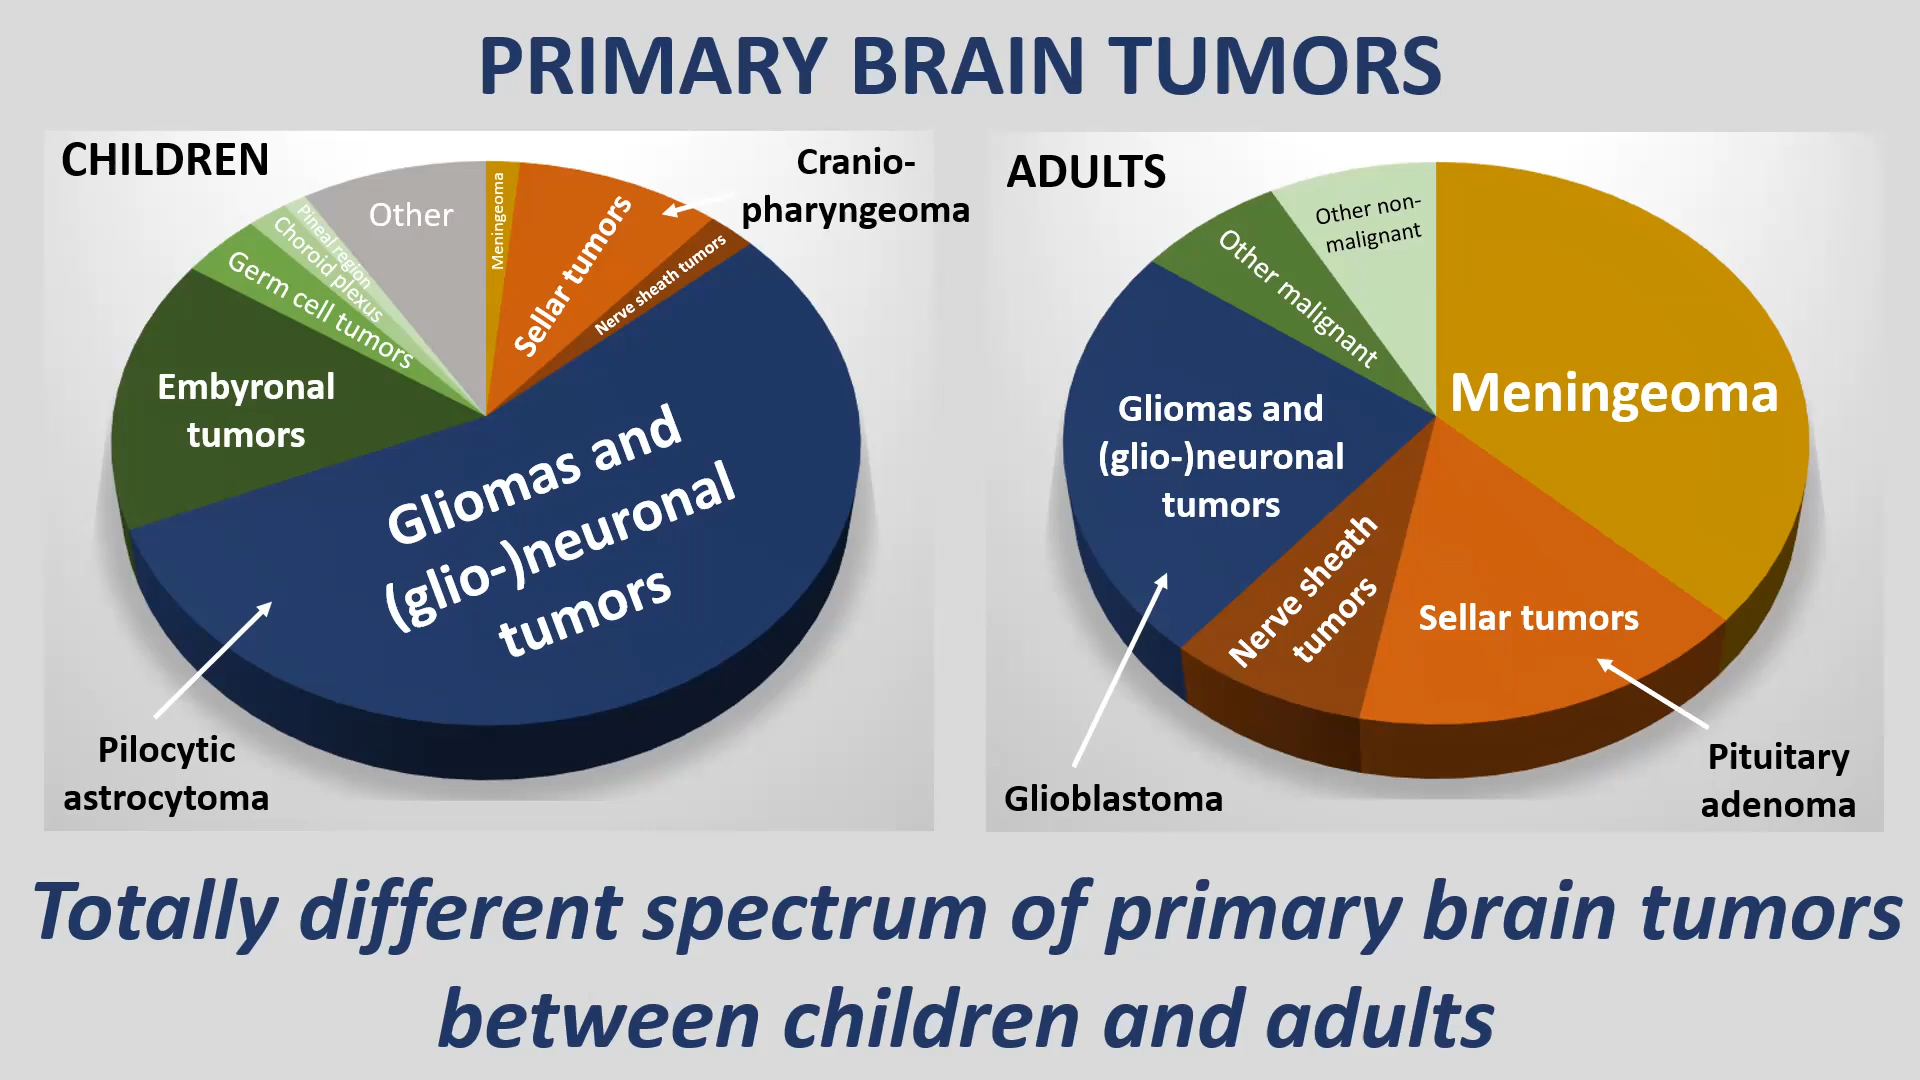 PRIMARY BRAIN TUMORS
CHILDREN
Cranio-
pharyngeoma
Other
Meningeoma
Sellar tumors
Nerve sheath tumors
Pineal region
Choroid plexus
Germ cell tumors
Embyronal
tumors
Gliomas and
(glio-)neuronal
tumors
Pilocytic
astrocytoma
ADULTS
Other non-
malignant
Other malignant
Meningeoma
Gliomas and
(glio-)neuronal
tumors
Nerve sheath
tumors
Sellar tumors
Glioblastoma
Pituitary
adenoma
Totally different spectrum of primary brain tumors
between children and adults